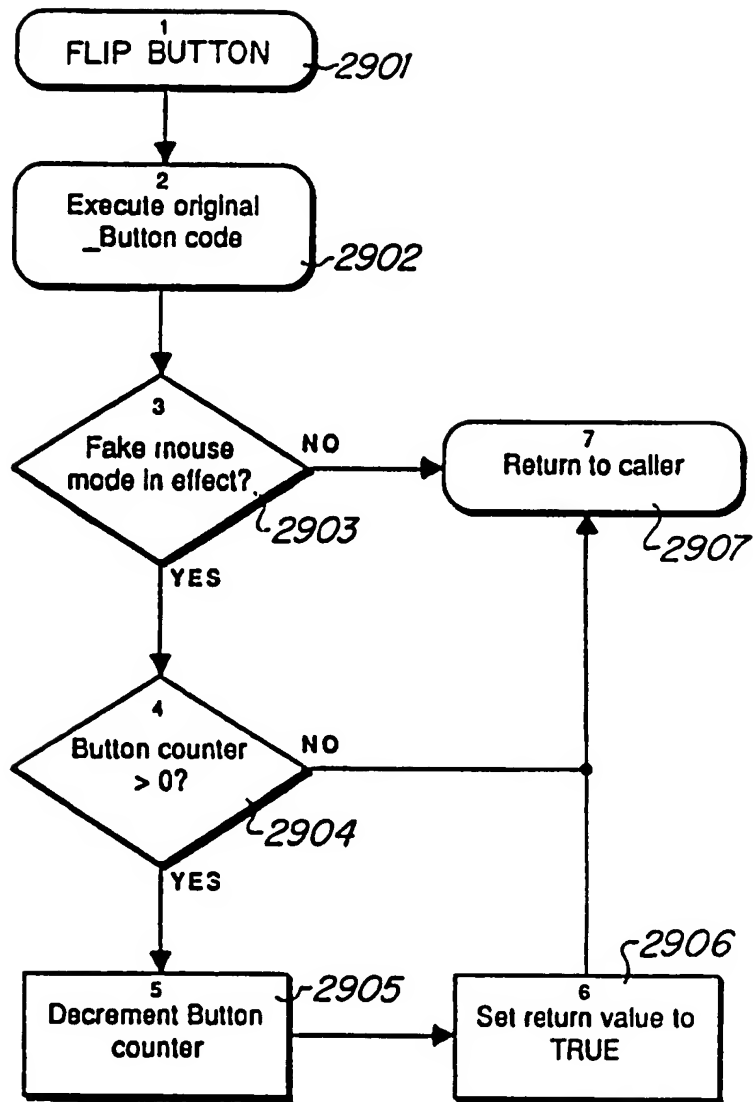 1
FLIP BUTTON
2901
2
Execute original
_Button code
2902
3
Fake mouse
mode in effect?
NO
2903
YES
7
Return to caller
2907
4
Button counter
> 0?
NO
2904
YES
5
Decrement Button
counter
2905
6
Set return value to
TRUE
2906